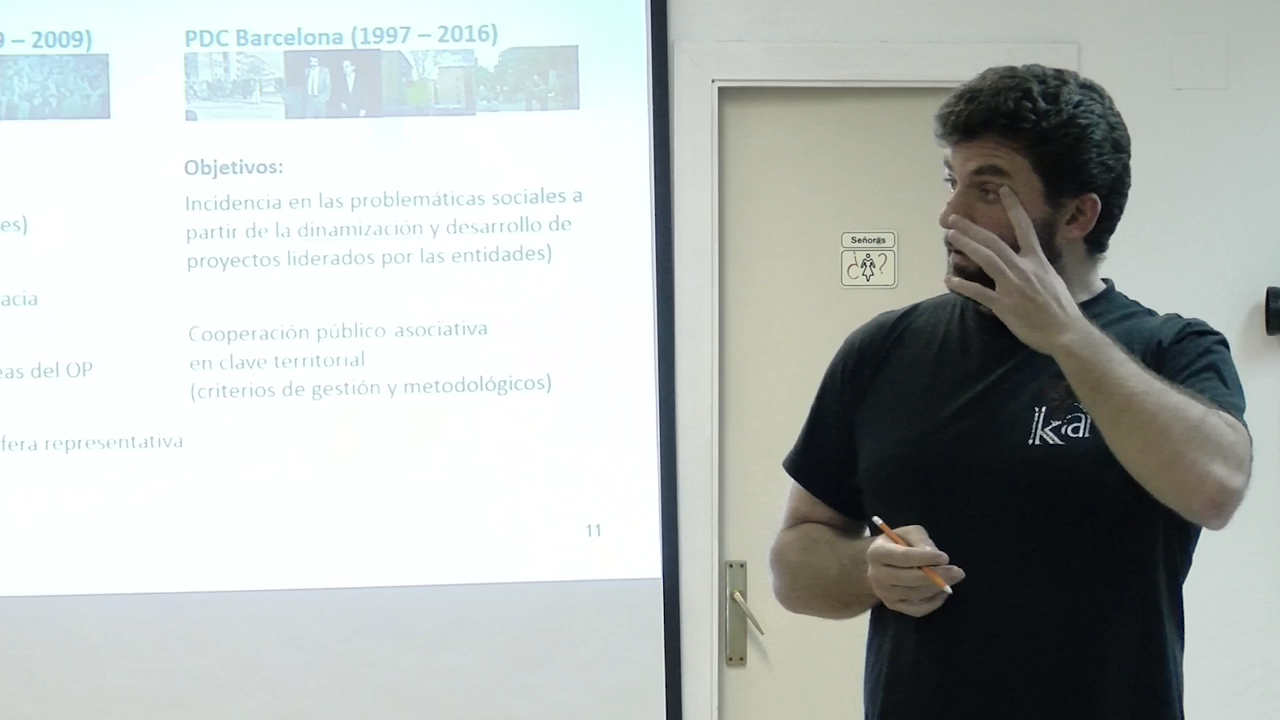 9 – 2009)
es)
acia
eas del OP
fera representativa
PDC Barcelona (1997 – 2016)
Objetivos:
Incidencia en las problemáticas sociales a
partir de la dinamización y desarrollo de
proyectos liderados por las entidades)
Cooperación público asociativa
en clave territorial
(criterios de gestión y metodológicos)
11
Señoras
?
kai